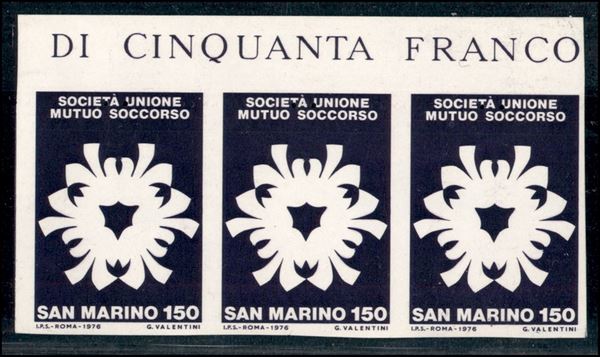 DI CINQUANTA FRANCO
SOCIETÀ UNIONE
MUTUO SOCCORSO
SAN MARINO 150
I.P.S.-ROMA-1976 G. VALENTINI
SOCIETÀ UNIONE
MUTUO SOCCORSO
SAN MARINO 150
I.P.S.-ROMA-1976 G. VALENTINI
SOCIETÀ UNIONE
MUTUO SOCCORSO
SAN MARINO 150
I.P.S.-ROMA-1976 G. VALENTINI